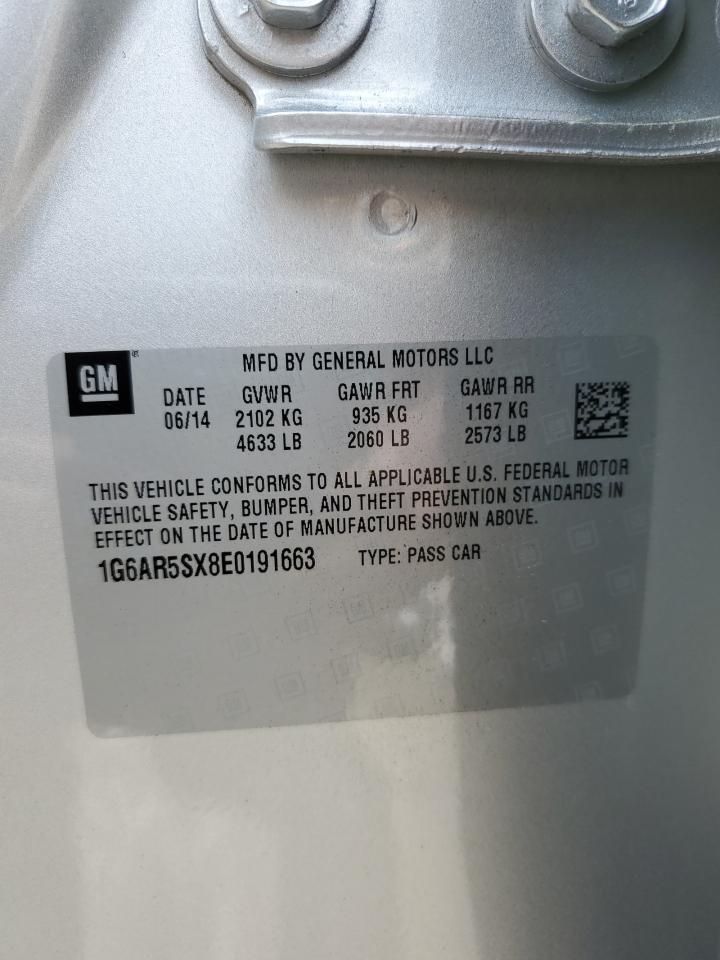 GM
MFD BY GENERAL MOTORS LLC
DATE GVWR GAWR FRT GAWR RR
06/14 2102 KG 935 KG 1167 KG
4633 LB 2060 LB 2573 LB
THIS VEHICLE CONFORMS TO ALL APPLICABLE U.S. FEDERAL MOTOR
VEHICLE SAFETY, BUMPER, AND THEFT PREVENTION STANDARDS IN
EFFECT ON THE DATE OF MANUFACTURE SHOWN ABOVE.
1G6AR5SX8E0191663 TYPE: PASS CAR